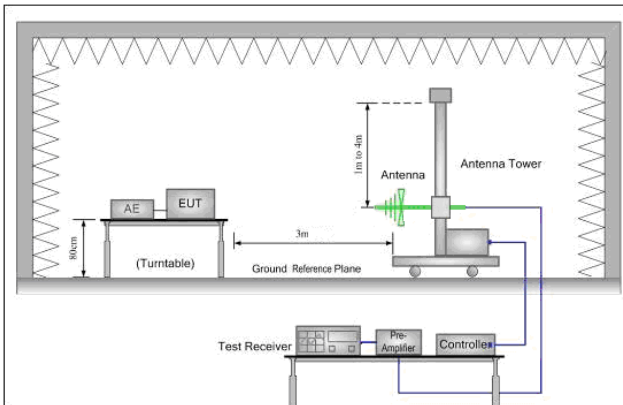 1m to 4m
Antenna
Antenna Tower
AE
EUT
80cm
(Turntable)
3m
Ground Reference Plane
Test Receiver
Pre-
Amplifier
Controller